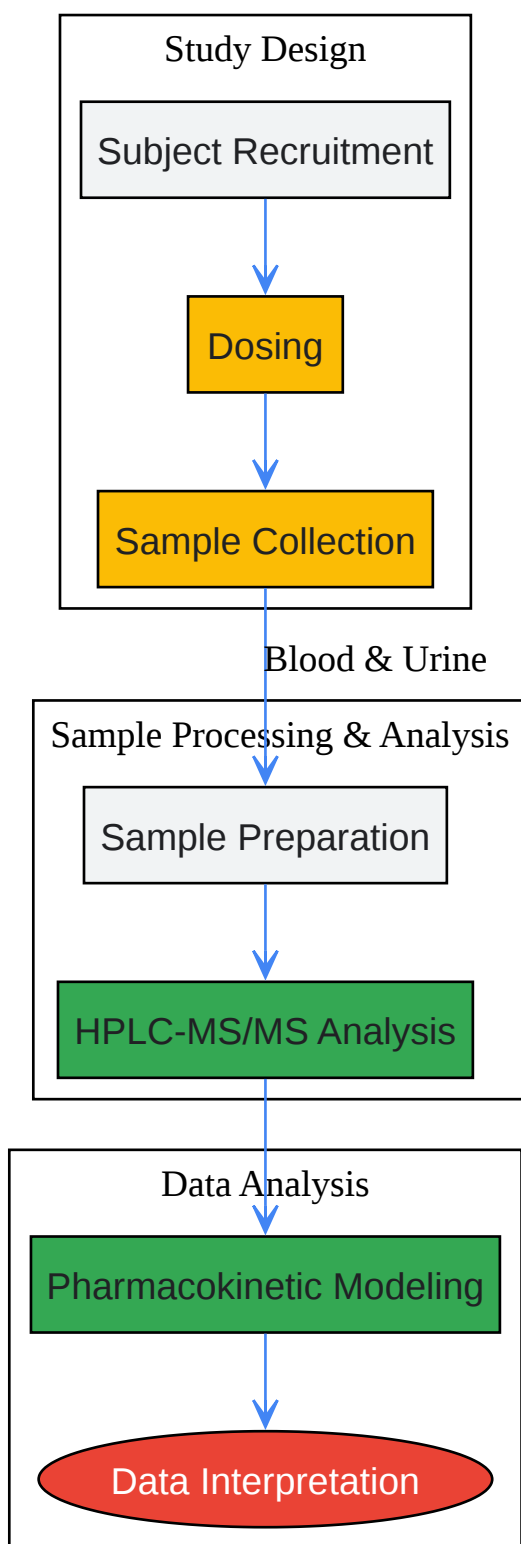 Study Design
Subject Recruitment
Dosing
Sample Collection
Blood & Urine
Sample Processing & Analysis
Sample Preparation
HPLC-MS/MS Analysis
Data Analysis
Pharmacokinetic Modeling
Data Interpretation